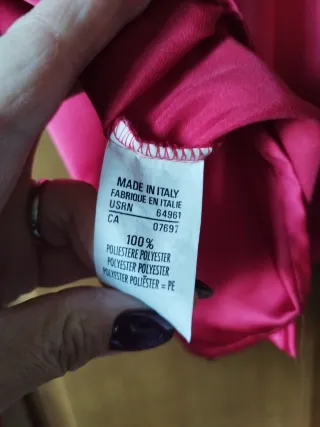 MADE IN ITALY
FABRIQUE EN ITALIE
USRN 64961
CA 07697
100%
POLIESTERE POLYESTER
POLYESTER POLYESTER
POLYESTER POLIÉSTER = PE